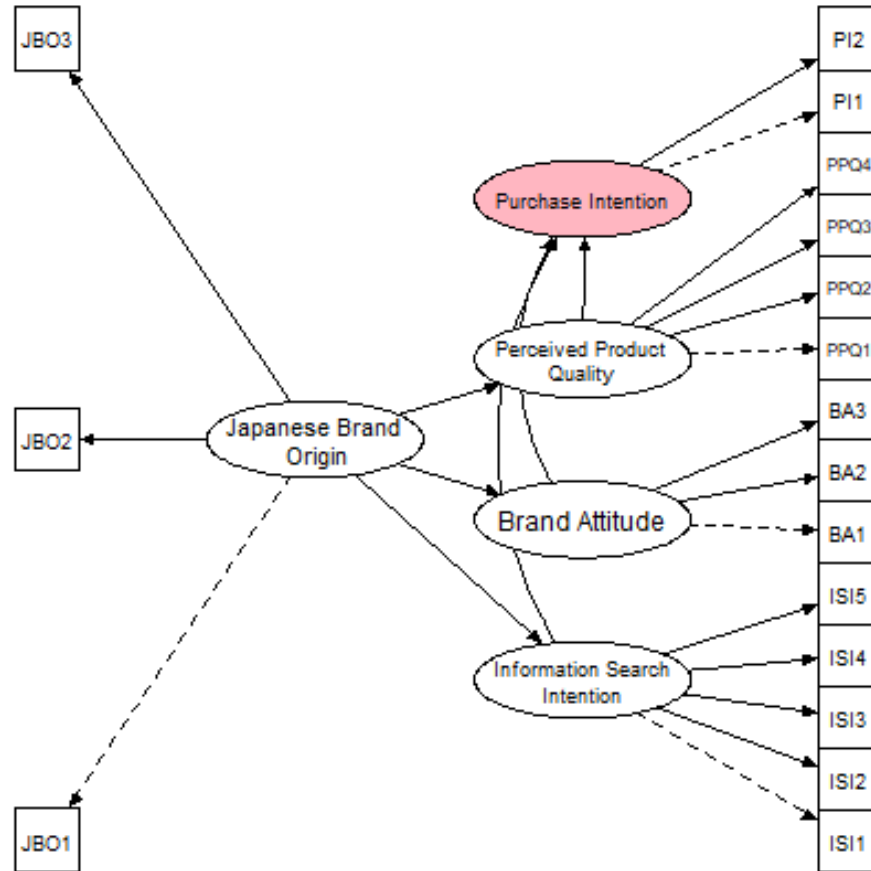 JBO3
JBO2
JBO1
Japanese Brand
Origin
Purchase Intention
Perceived Product
Quality
Brand Attitude
Information Search
Intention
PI2
PI1
PPQ4
PPQ3
PPQ2
PPQ1
BA3
BA2
BA1
ISI5
ISI4
ISI3
ISI2
ISI1